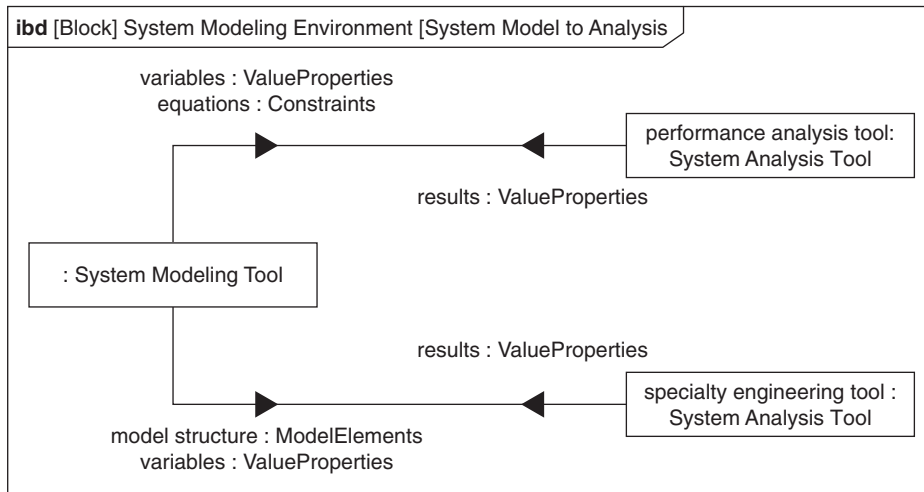 ibd [Block] System Modeling Environment [System Model to Analysis
variables : ValueProperties
equations : Constraints
performance analysis tool:
System Analysis Tool
results : ValueProperties
: System Modeling Tool
results : ValueProperties
specialty engineering tool :
System Analysis Tool
model structure : ModelElements
variables : ValueProperties